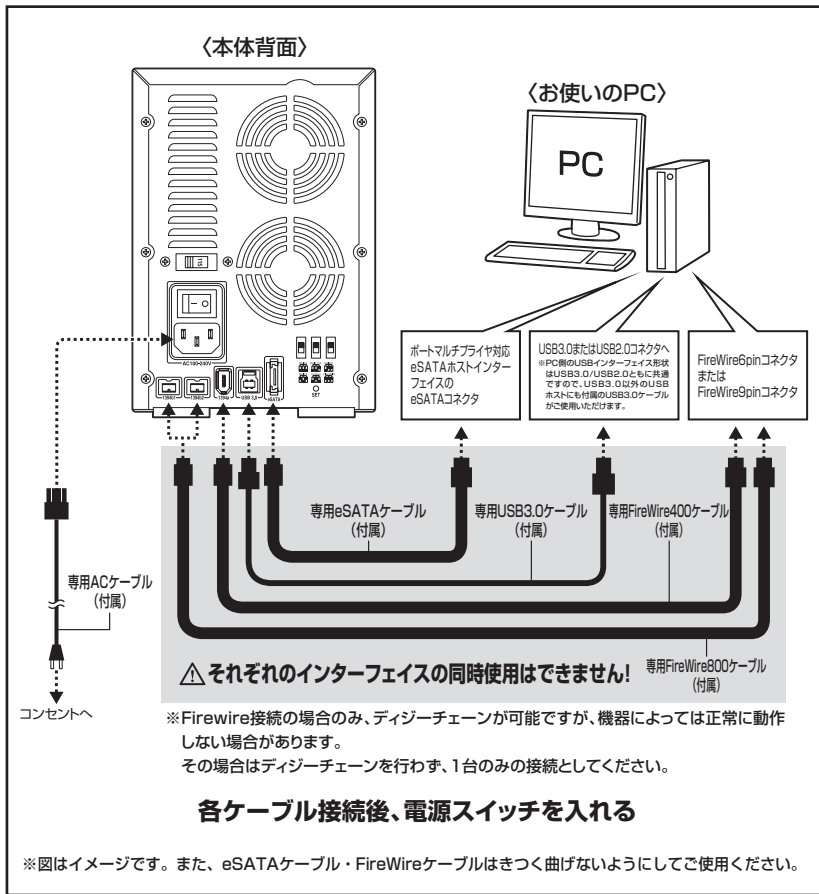 〈本体背面〉
〈お使いのPC〉
PC
AC100-240V
1394b
1394b
1394a
USB 3.0
eSATA
SET
ポートマルチプライヤ対応
eSATAホストインター
フェイスの
eSATAコネクタ
USB3.0またはUSB2.0コネクタへ
※PC側のUSBインターフェイス形状
はUSB3.0/USB2.0ともに共通
ですので、USB3.0以外のUSB
ホストにも付属のUSB3.0ケーブル
がご使用いただけます。
FireWire6pinコネクタ
または
FireWire9pinコネクタ
専用eSATAケーブル
(付属)
専用USB3.0ケーブル
(付属)
専用FireWire400ケーブル
(付属)
専用ACケーブル
(付属)
コンセントへ
⚠それぞれのインターフェイスの同時使用はできません!
専用FireWire800ケーブル
(付属)
※Firewire接続の場合のみ、ディジーチェーンが可能ですが、機器によっては正常に動作
しない場合があります。
その場合はディジーチェーンを行わず、1台のみの接続としてください。
各ケーブル接続後、電源スイッチを入れる
※図はイメージです。また、eSATAケーブル・FireWireケーブルはきつく曲げないようにしてご使用ください。